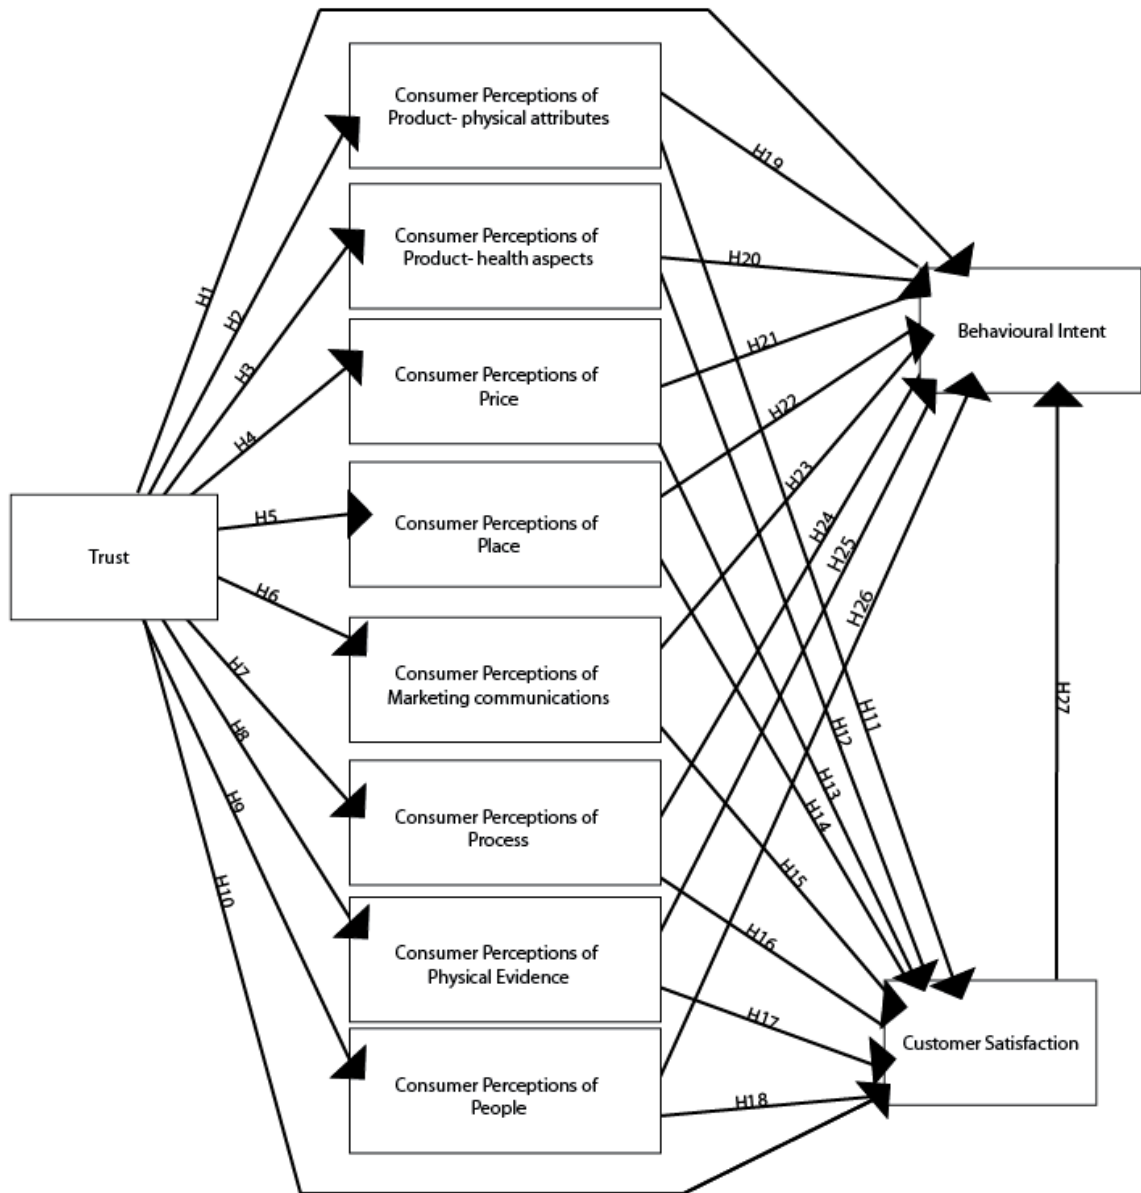 Consumer Perceptions of
Product- physical attributes
H19
Consumer Perceptions of
Product- health aspects
H20
H1
H2
H3
H21
Behavioural Intent
Consumer Perceptions of
Price
H4
H22
H23
H5
Consumer Perceptions of
Place
H24
H25
Trust
H6
H26
H7
Consumer Perceptions of
Marketing communications
H27
H8
H11
H12
H9
H13
H14
Consumer Perceptions of
Process
H10
H15
H16
Consumer Perceptions of
Physical Evidence
H17
Customer Satisfaction
Consumer Perceptions of
People
H18